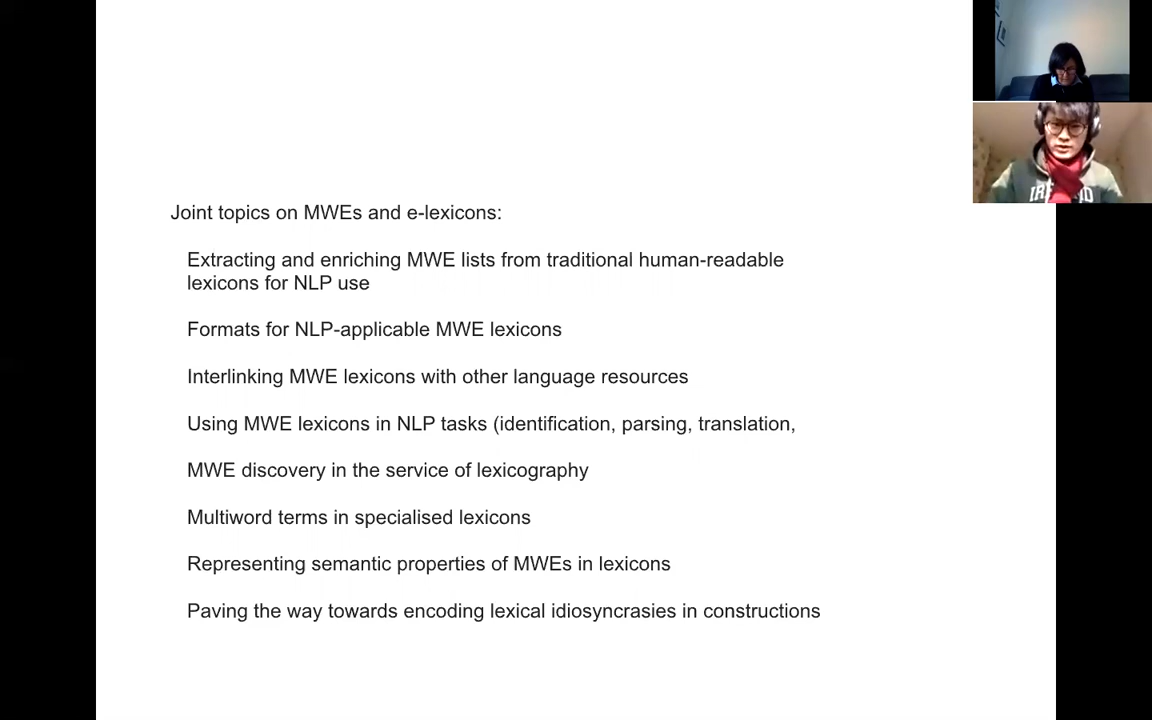 Joint topics on MWEs and e-lexicons:
Extracting and enriching MWE lists from traditional human-readable
lexicons for NLP use
Formats for NLP-applicable MWE lexicons
Interlinking MWE lexicons with other language resources
Using MWE lexicons in NLP tasks (identification, parsing, translation,
MWE discovery in the service of lexicography
Multiword terms in specialised lexicons
Representing semantic properties of MWEs in lexicons
Paving the way towards encoding lexical idiosyncrasies in constructions